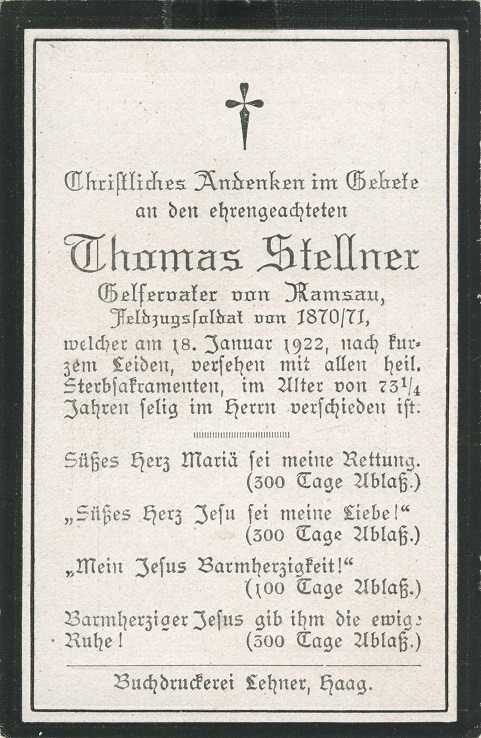 Christliches Andenken im Gebete
an den ehrengeachteten
Thomas Stellner
Gelfervater von Ramsau,
Feldzugssoldat von 1870/71,
welcher am 18. Januar 1922, nach kur-
zem Leiden, versehen mit allen heil.
Sterbsakramenten, im Alter von 73 1/4
Jahren selig im Herrn verschieden ist.
Süßes Herz Mariä sei meine Rettung.
(300 Tage Ablaß.)
„Süßes Herz Jesu sei meine Liebe!“
(300 Tage Ablaß.)
„Mein Jesus Barmherzigkeit!“
(100 Tage Ablaß.)
Barmherziger Jesus gib ihm die ewige
Ruhe! (300 Tage Ablaß.)
Buchdruckerei Lehner, Haag.